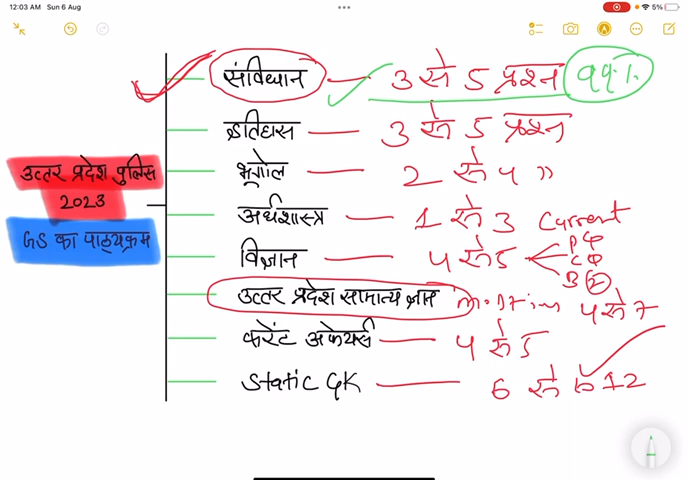 12:03 AM Sun 6 Aug
5%
संविधान — 3 से 5 प्रश्न 99%
इतिहास — 3 से 5 प्रश्न
भूगोल — 2 से 4 "
अर्थशास्त्र — 1 से 3 Current
विज्ञान — 4 से 5
उत्तर प्रदेश सामान्य ज्ञान 4 से 7
करेंट अफेयर्स — 4 से 5
Static GK — 6 से 12
उत्तर प्रदेश पुलिस
2023
GS का पाठ्यक्रम